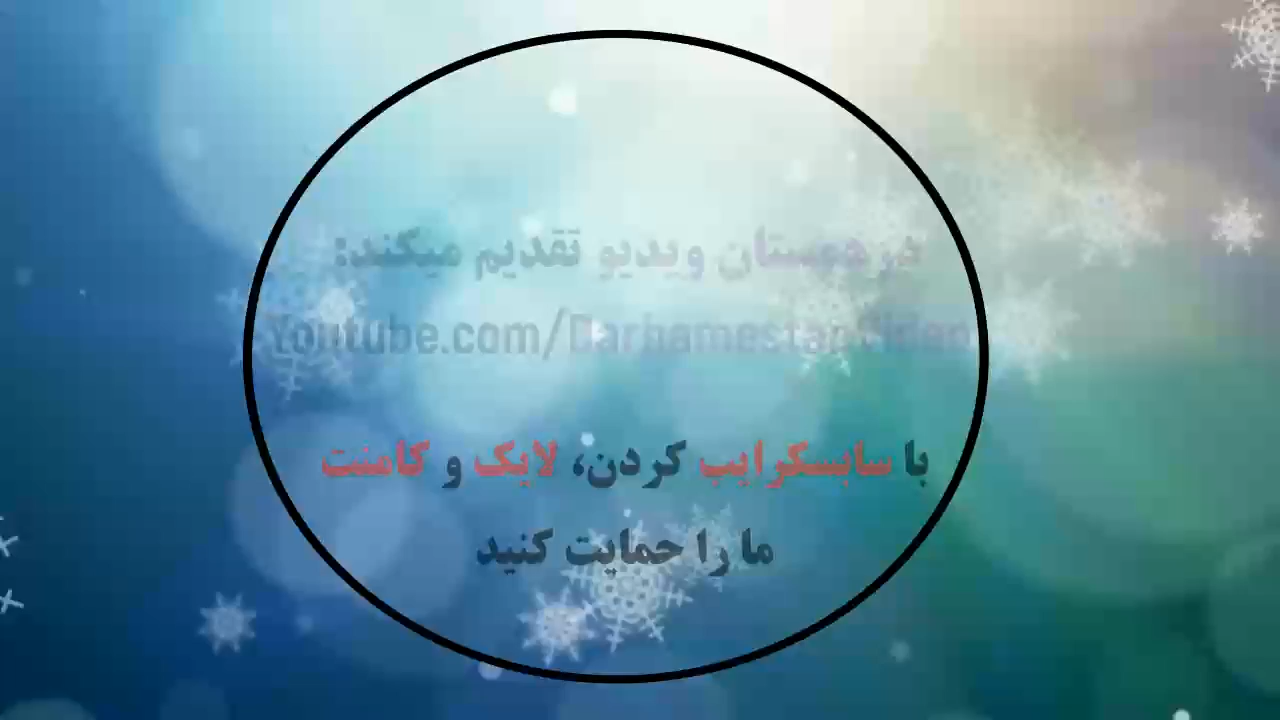 درهمستان ویدیو تقدیم میکند:
با سابسکرایب کردن، لایک و کامنت
ما را حمایت کنید